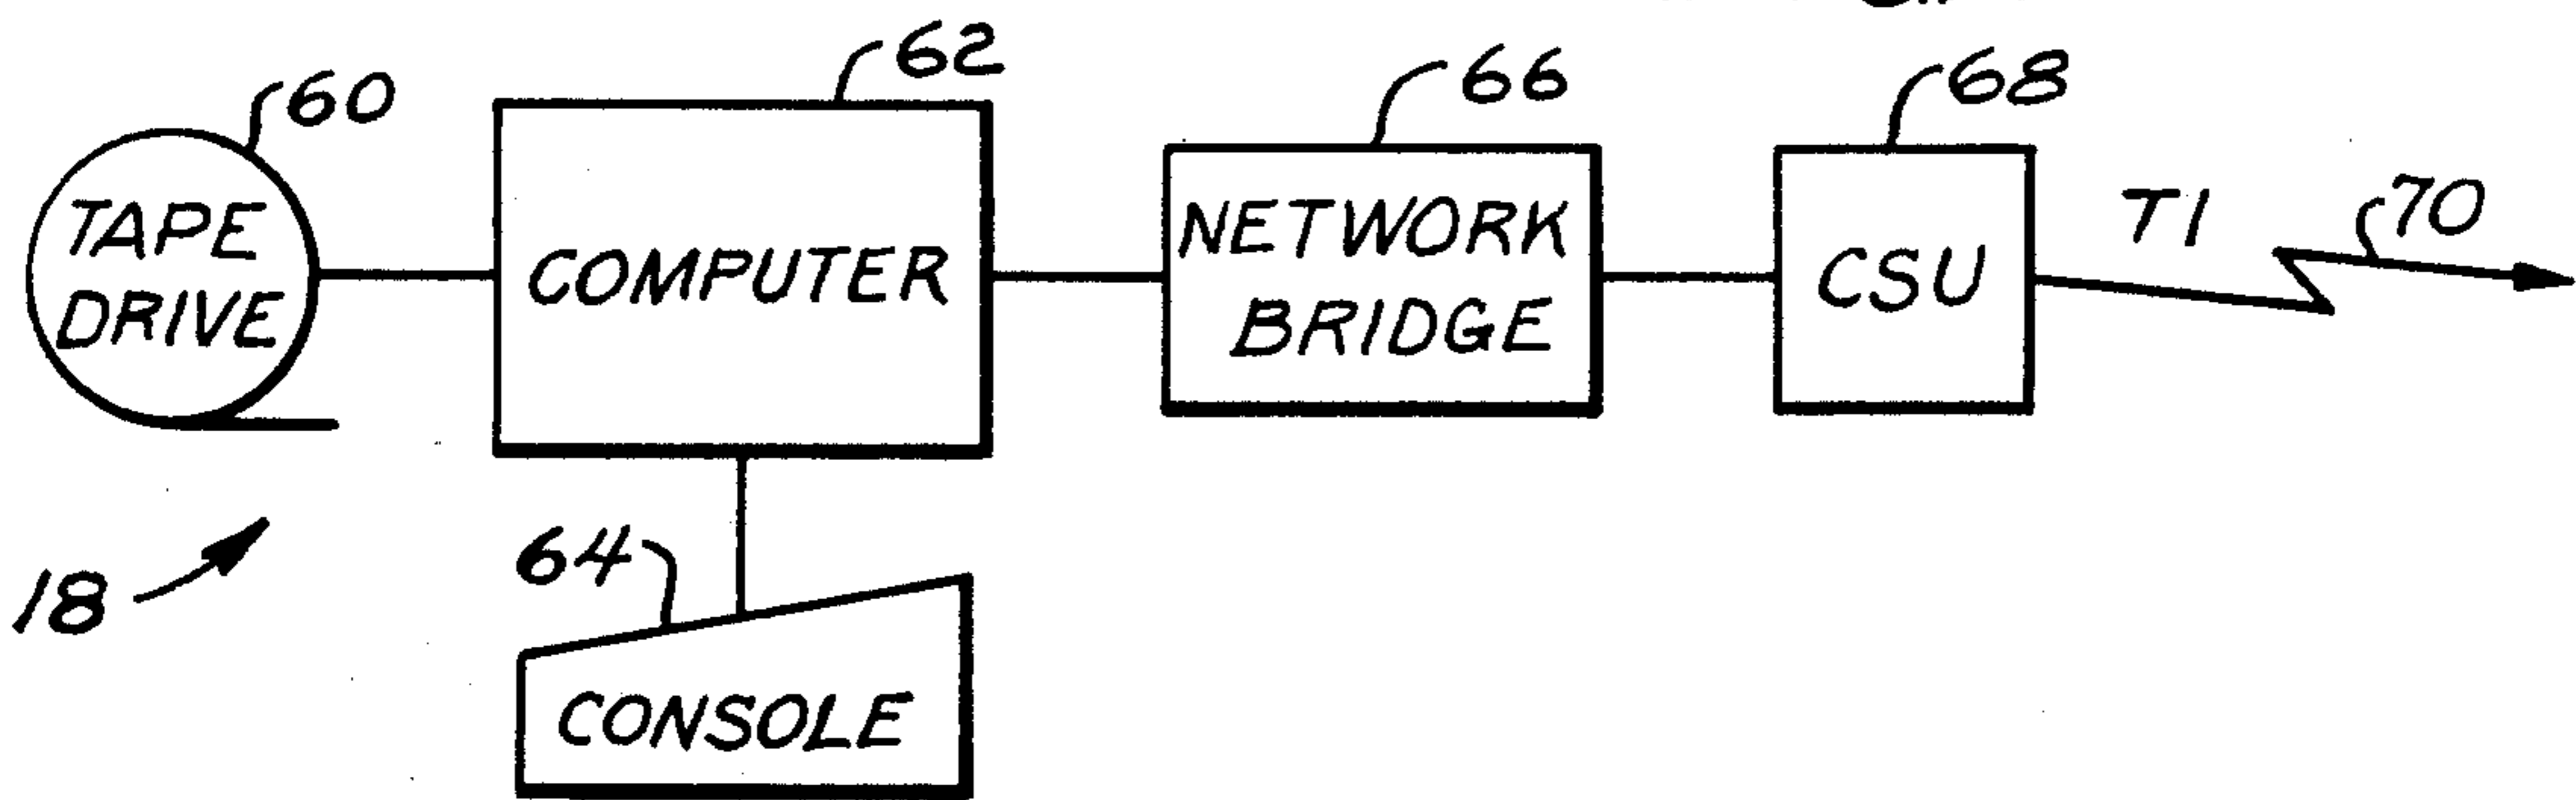 62
60
66
68
TAPE
DRIVE
COMPUTER
NETWORK
BRIDGE
CSU
T1
70
18
64
CONSOLE